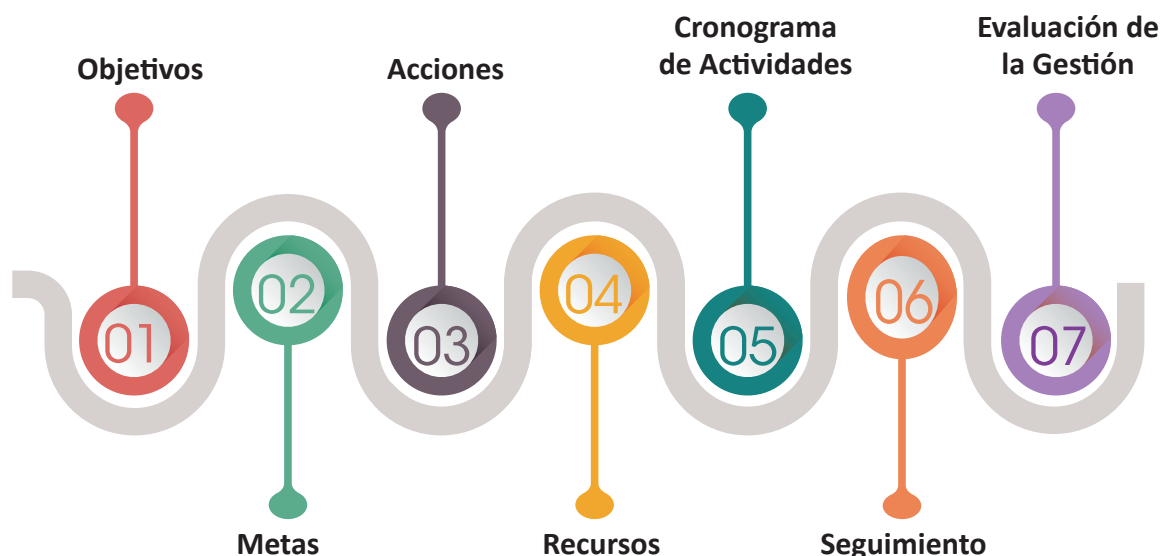 Objetivos
01
02
Metas
Acciones
03
04
Recursos
Cronograma
de Actividades
05
06
Seguimiento
Evaluación de
la Gestión
07